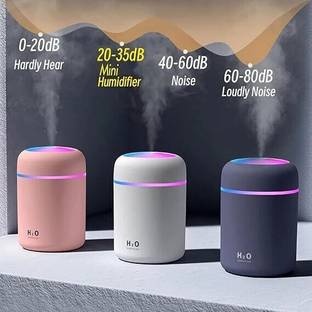 0-20dB
Hardly Hear
20-35dB
Mini
Humidifier
40-60dB
Noise
60-80dB
Loudly Noise
H₂O
H₂O
H₂O